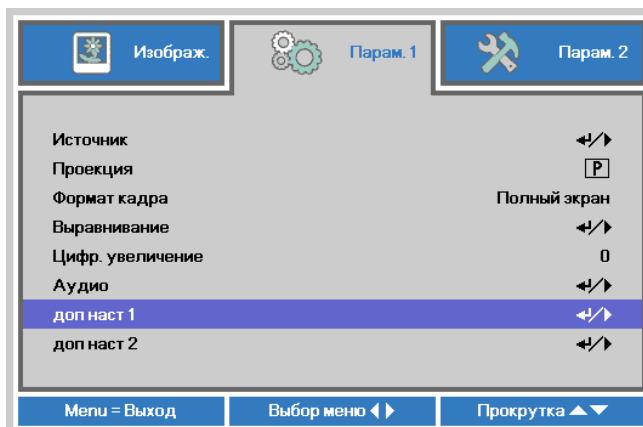 Изображ.
Парам. 1
Парам. 2
Источник
Проекция P
Формат кадра Полный экран
Выравнивание
Цифр. увеличение 0
Аудио
доп наст 1
доп наст 2
Menu = Выход
Выбор меню
Прокрутка